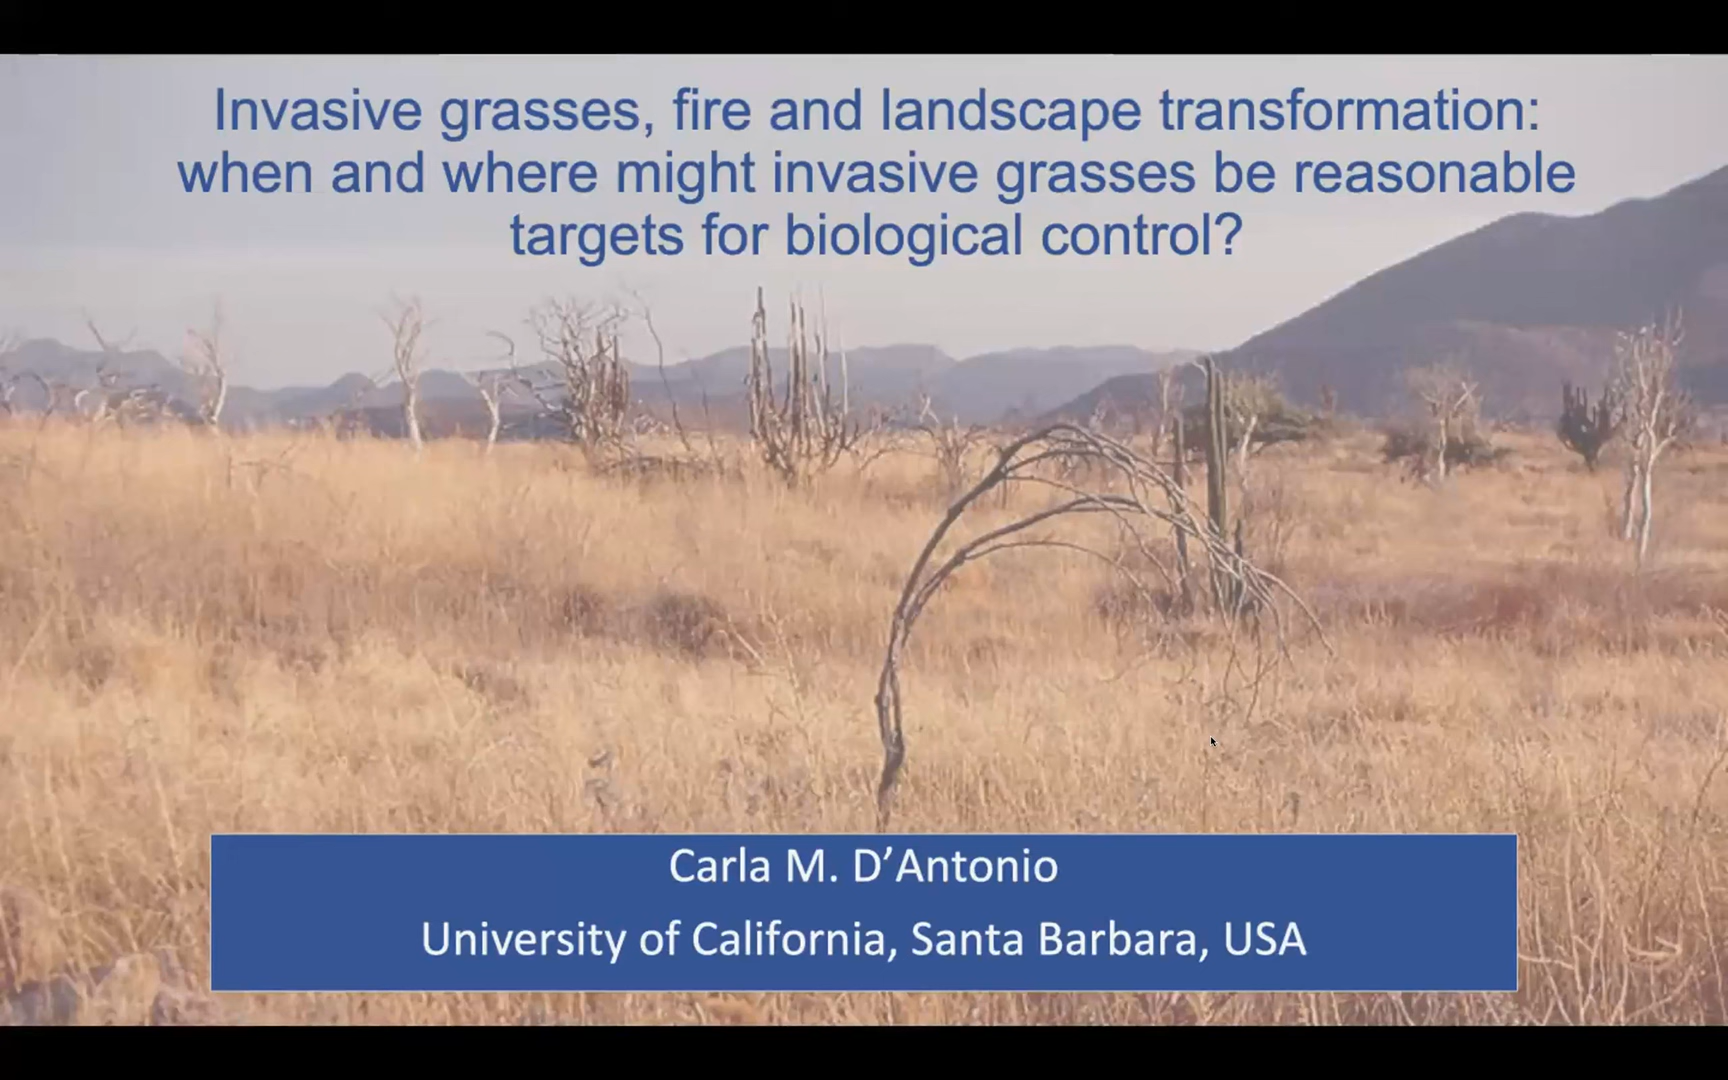 Invasive grasses, fire and landscape transformation:
when and where might invasive grasses be reasonable
targets for biological control?
Carla M. D’Antonio
University of California, Santa Barbara, USA